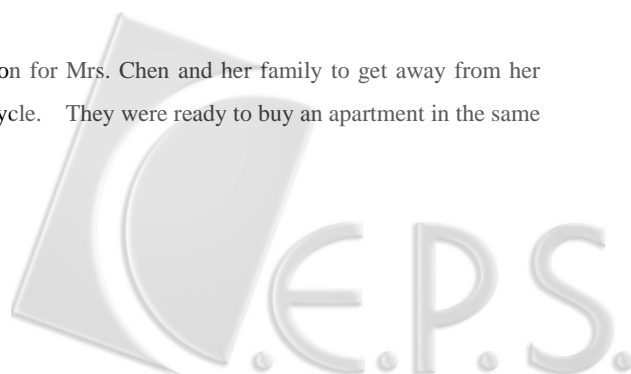 on for Mrs. Chen and her family to get away from her
ycle. They were ready to buy an apartment in the same
C.E.P.S.